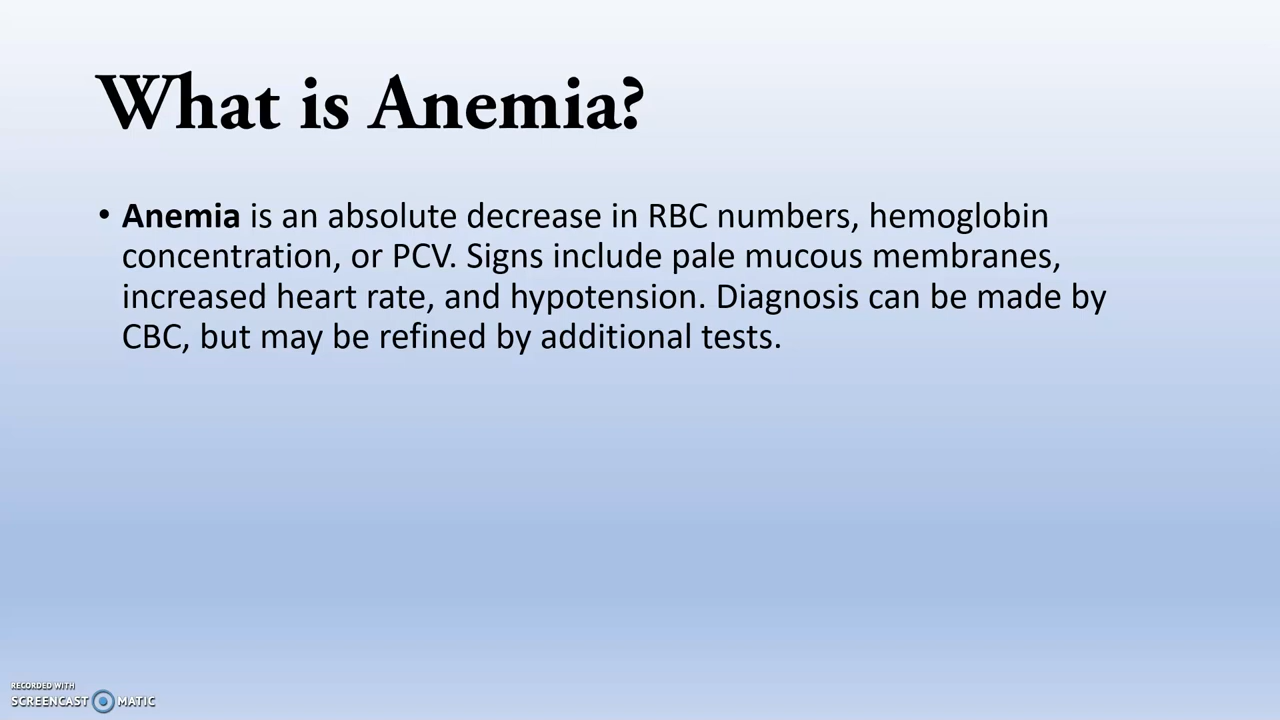 What is Anemia?
• Anemia is an absolute decrease in RBC numbers, hemoglobin
concentration, or PCV. Signs include pale mucous membranes,
increased heart rate, and hypotension. Diagnosis can be made by
CBC, but may be refined by additional tests.
RECORDED WITH
SCREENCAST MATIC